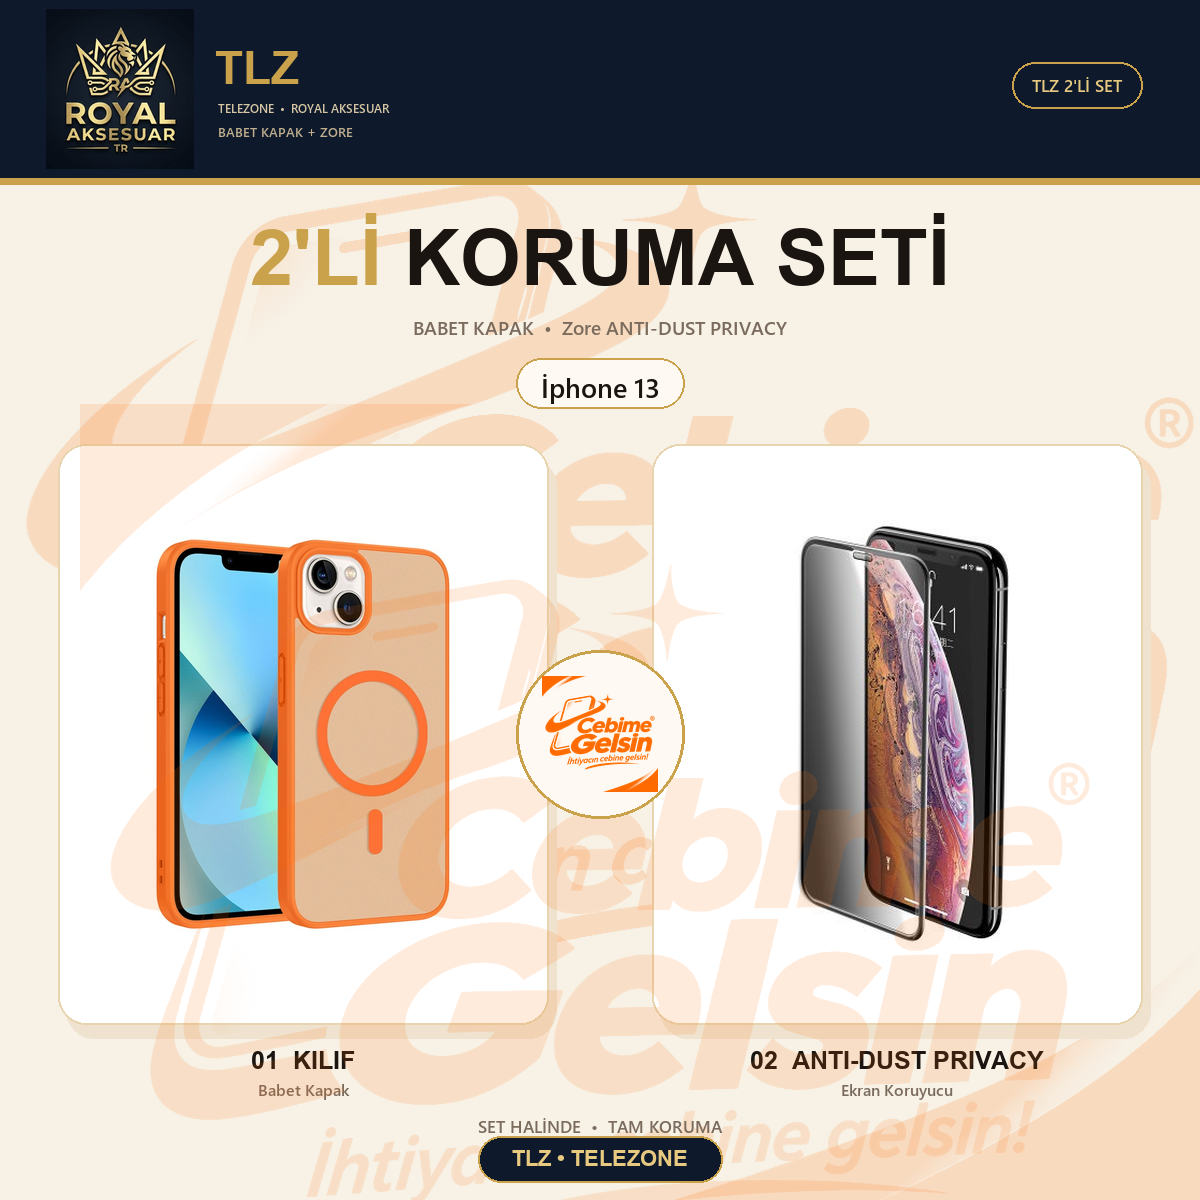 ROYAL
AKSESUAR
TR
TLZ
TELEZONE • ROYAL AKSESUAR
BABET KAPAK + ZORE
TLZ 2'Lİ SET
2'Lİ KORUMA SETİ
BABET KAPAK • Zore ANTI-DUST PRIVACY
İphone 13
Cebime®
Gelsin
İhtiyacın cebine gelsin!
Cebime®
Gelsin
01 KILIF
Babet Kapak
02 ANTI-DUST PRIVACY
Ekran Koruyucu
SET HALİNDE • TAM KORUMA
TLZ • TELEZONE